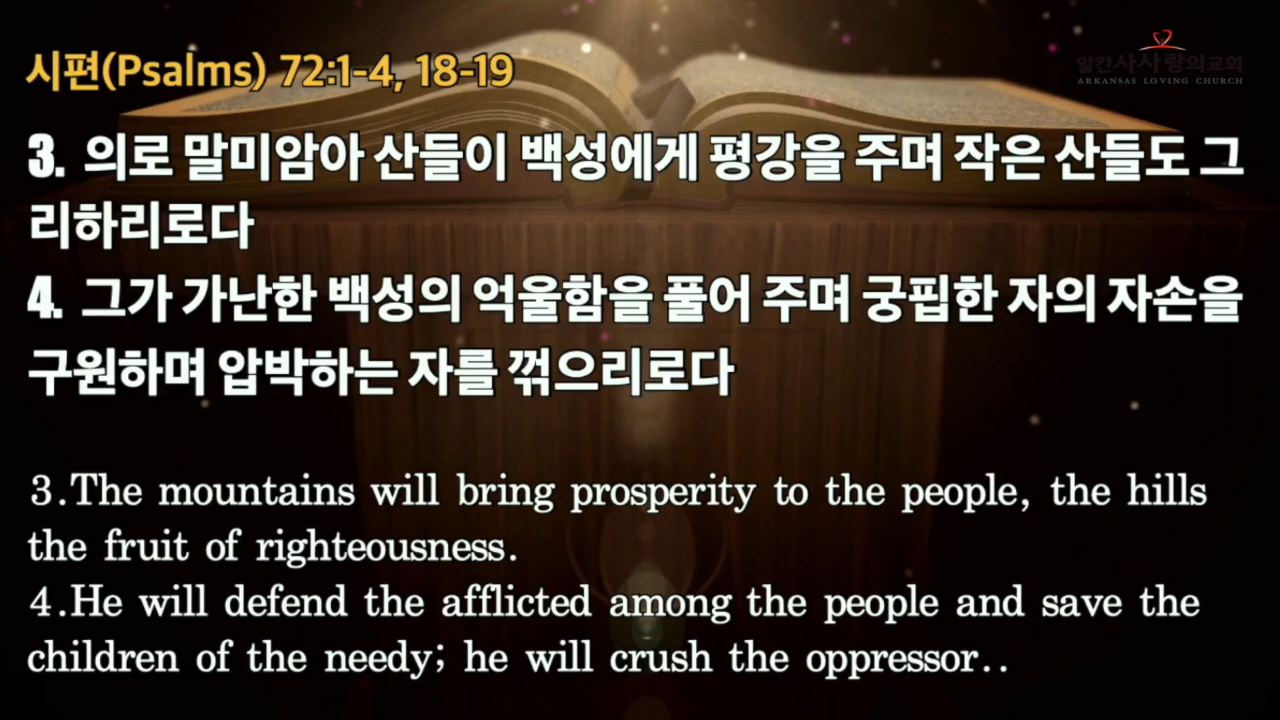 시편(Psalms) 72:1-4, 18-19
알칸사사랑의교회
ARKANSAS LOVING CHURCH
3. 의로 말미암아 산들이 백성에게 평강을 주며 작은 산들도 그
리하리로다
4. 그가 가난한 백성의 억울함을 풀어 주며 궁핍한 자의 자손을
구원하며 압박하는 자를 꺾으리로다
3.The mountains will bring prosperity to the people, the hills
the fruit of righteousness.
4.He will defend the afflicted among the people and save the
children of the needy; he will crush the oppressor..